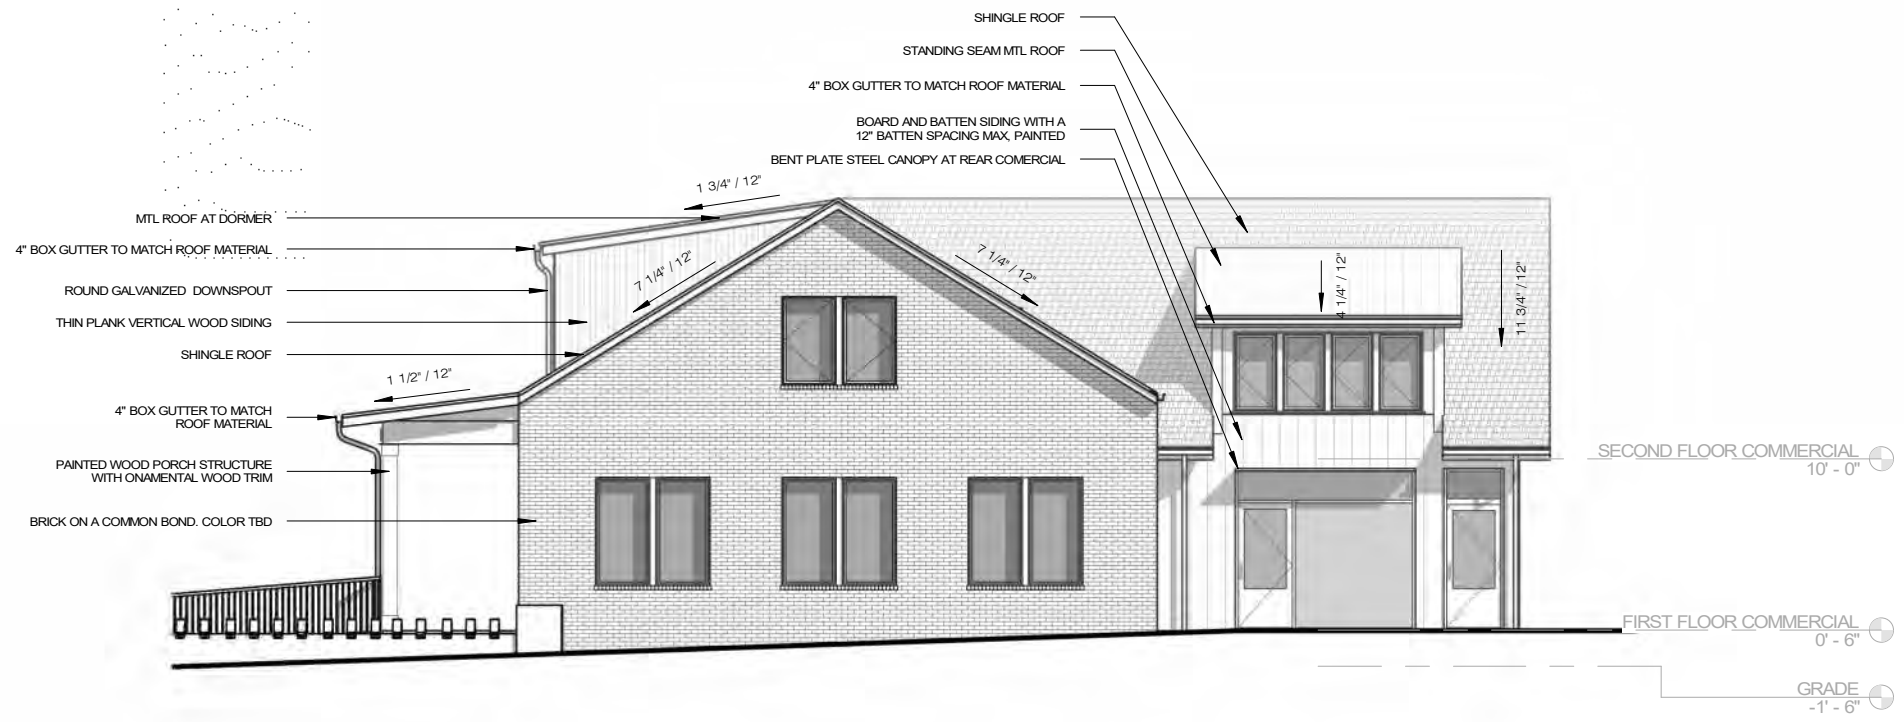 SHINGLE ROOF
STANDING SEAM MTL ROOF
4" BOX GUTTER TO MATCH ROOF MATERIAL
BOARD AND BATTEN SIDING WITH A
12" BATTEN SPACING MAX, PAINTED
BENT PLATE STEEL CANOPY AT REAR COMERCIAL
1 3/4" / 12"
MTL ROOF AT DORMER
4" BOX GUTTER TO MATCH ROOF MATERIAL
ROUND GALVANIZED DOWNSPOUT
THIN PLANK VERTICAL WOOD SIDING
SHINGLE ROOF
7 1/4" / 12"
7 1/4" / 12"
4 1/4" / 12"
11 3/4" / 12"
1 1/2" / 12"
4" BOX GUTTER TO MATCH
ROOF MATERIAL
PAINTED WOOD PORCH STRUCTURE
WITH ONAMENTAL WOOD TRIM
BRICK ON A COMMON BOND. COLOR TBD
SECOND FLOOR COMMERCIAL
10' - 0"
FIRST FLOOR COMMERCIAL
0' - 6"
GRADE
-1' - 6"